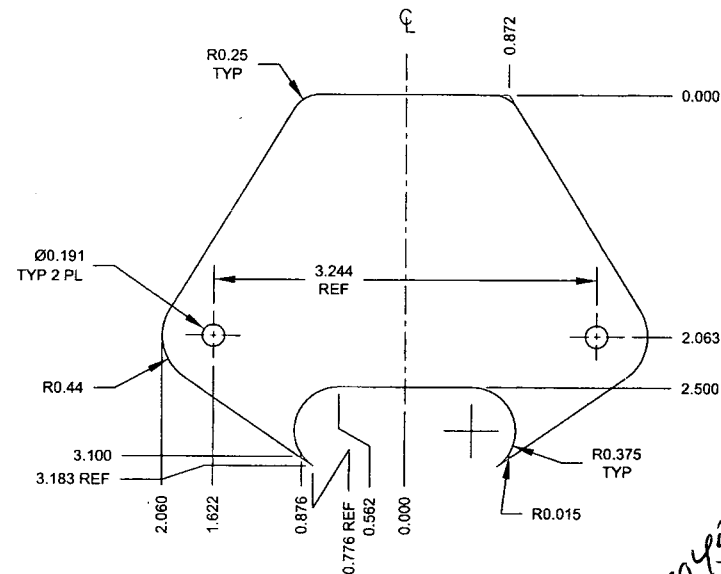 ℄
R0.25
TYP
0.872
0.000
Ø0.191
TYP 2 PL
3.244
REF
2.063
R0.44
2.500
3.100
3.183 REF
R0.375
TYP
R0.015
2.060
1.622
0.876
0.776 REF
0.562
0.000